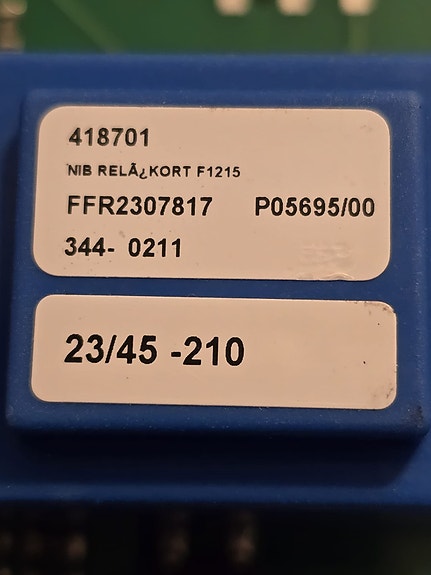 418701
NIB RELÃ¿KORT F1215
FFR2307817 P05695/00
344- 0211
23/45 -210